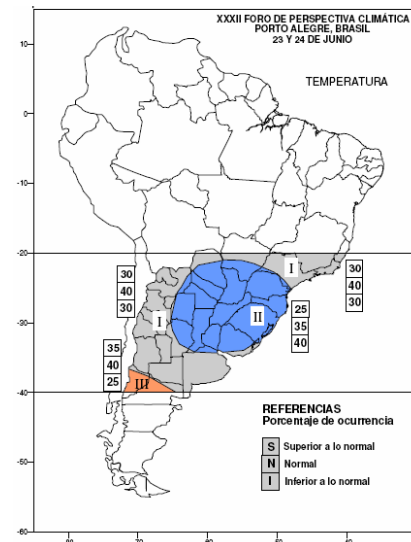 XXXII FORO DE PERSPECTIVA CLIMÁTICA
PORTO ALEGRE, BRASIL
23 Y 24 DE JUNIO
TEMPERATURA
10
0
-10
-20
-30
-40
-50
-60
I
30
40
30
30
40
30
I
II
25
35
40
35
40
25
III
REFERENCIAS
Porcentaje de ocurrencia
S Superior a lo normal
N Normal
I Inferior a lo normal